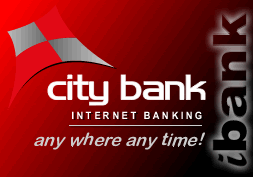 city bank
INTERNET BANKING
any where any time!
ibank